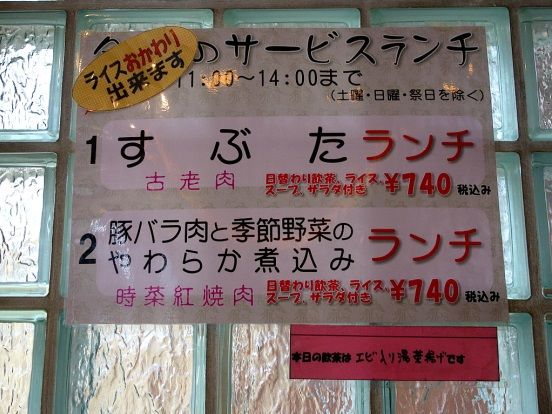 ライスおかわり
出来ます
のサービスランチ
11:00～14:00まで
(土曜・日曜・祭日を除く)
1 すぶた ランチ
古老肉 日替わり飲茶、ライス、
スープ、サラダ付き ¥740 税込み
2 豚バラ肉と季節野菜の
やわらか煮込み ランチ
時菜紅焼肉 日替わり飲茶、ライス、
スープ、サラダ付き ¥740 税込み
本日の飲茶は エビ入り湯葉揚げです